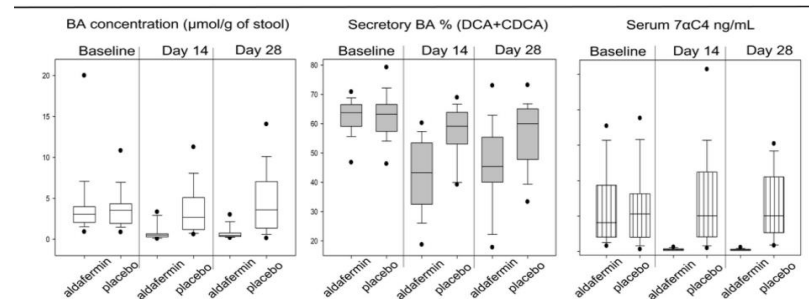 BA concentration (µmol/g of stool)
Baseline Day 14 Day 28
20
15
10
5
0
aldafermin placebo aldafermin placebo aldafermin placebo
Secretory BA % (DCA+CDCA)
Baseline Day 14 Day 28
80
70
60
50
40
30
20
aldafermin placebo aldafermin placebo aldafermin placebo
Serum 7αC4 ng/mL
Baseline Day 14 Day 28
aldafermin placebo aldafermin placebo aldafermin placebo